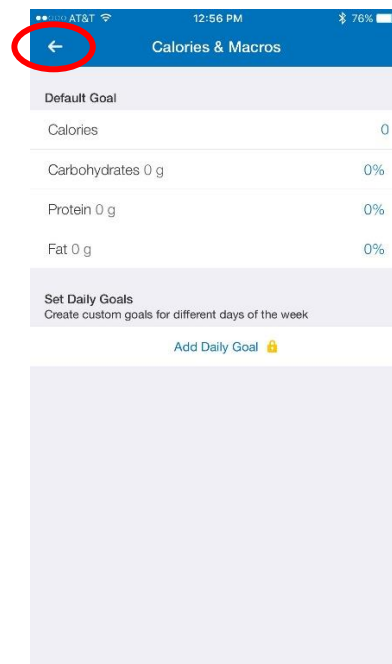 AT&T 12:56 PM 76%
Calories & Macros
Default Goal
Calories 0
Carbohydrates 0 g 0%
Protein 0 g 0%
Fat 0 g 0%
Set Daily Goals
Create custom goals for different days of the week
Add Daily Goal